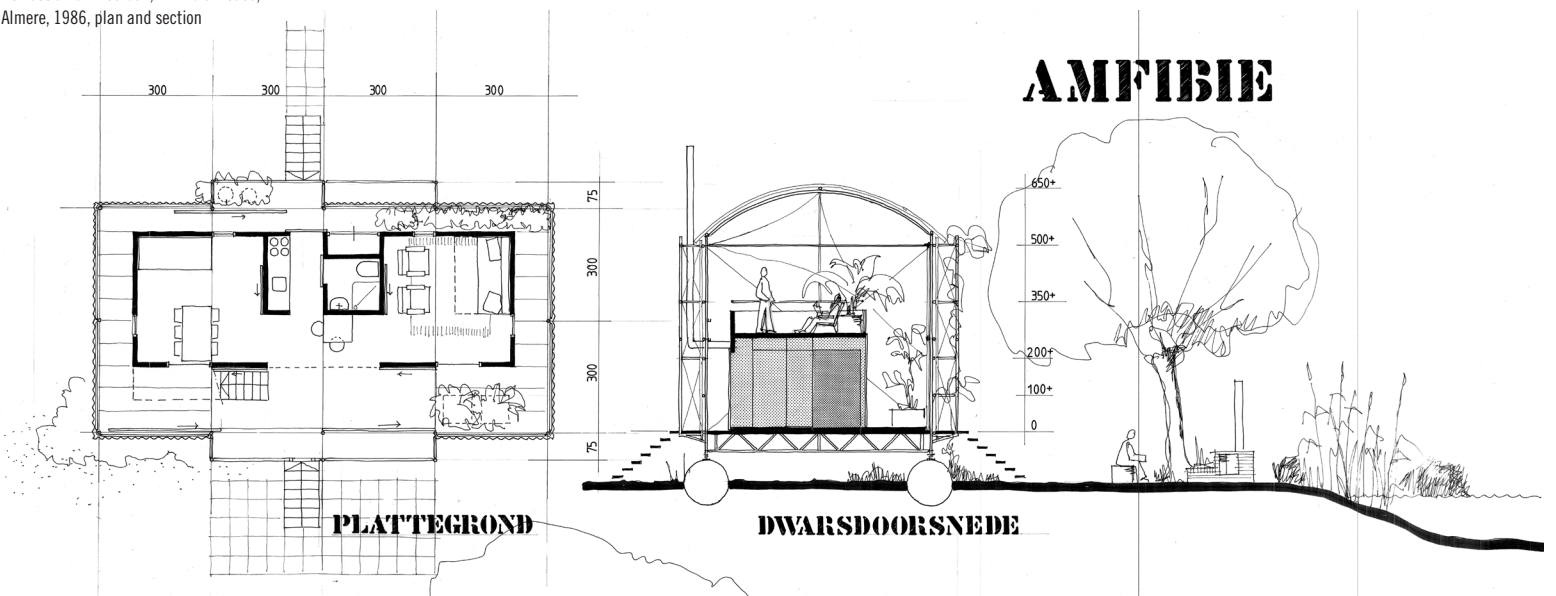 Almere, 1986, plan and section
300 300 300 300
75
300
300
75
PLATTEGROND
AMFIBIE
650+
500+
350+
200+
100+
0
DWARSDOORSNEDE